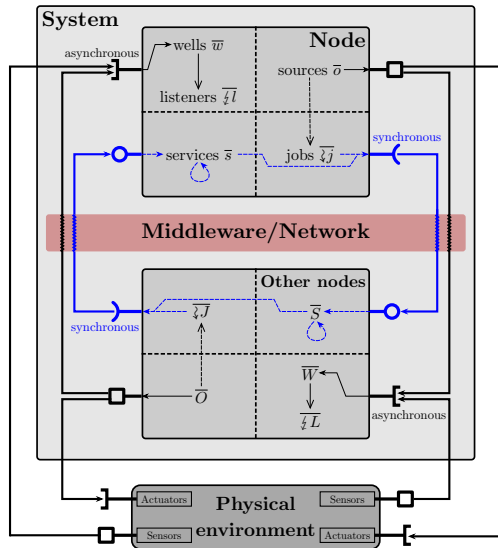 System
Node
asynchronous
wells w̅
sources o̅
listeners ↯l̅
synchronous
services s̅
jobs ⤸j̅
Middleware/Network
Other nodes
⤸J̅
S̅
synchronous
W̅
O̅
asynchronous
↯L̅
Actuators
Sensors
Physical
environment
Sensors
Actuators